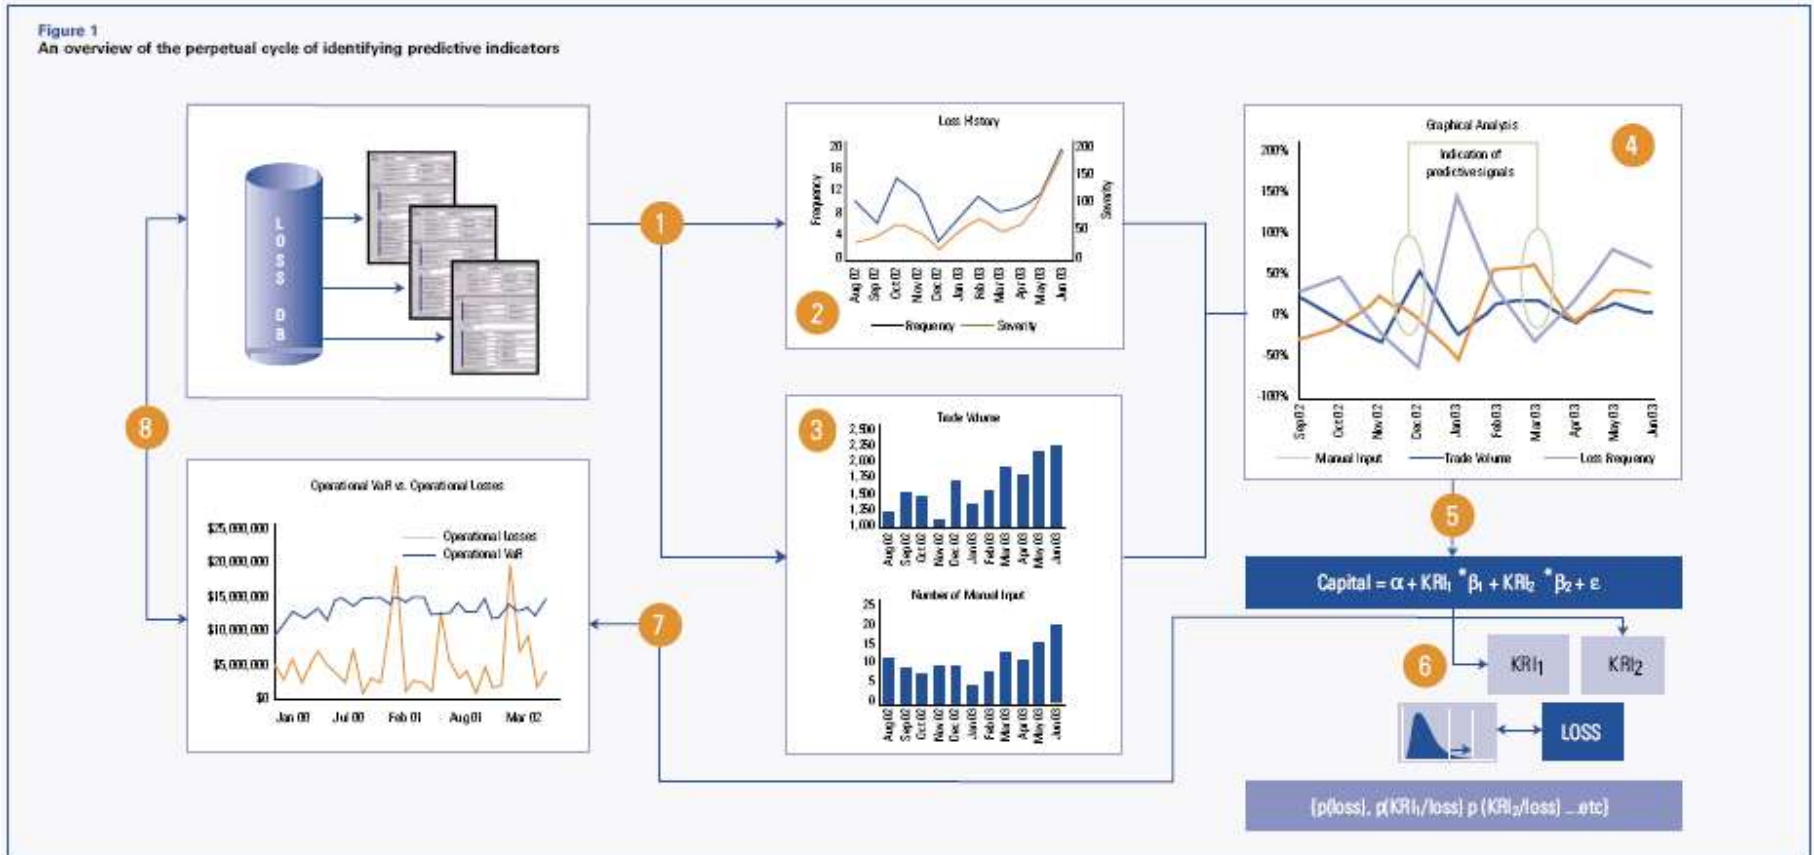 Figure 1
An overview of the perpetual cycle of identifying predictive indicators
LOSS DB
1
Loss History
Frequency
20
16
12
8
4
0
Severity
200
150
100
50
0
Aug 02
Sep 02
Oct 02
Nov 02
Dec 02
Jan 03
Feb 03
Mar 03
Apr 03
May 03
Jun 03
2
Frequency
Severity
3
Trade Volume
2,500
2,250
2,000
1,750
1,500
1,250
1,000
Aug 02
Sep 02
Oct 02
Nov 02
Dec 02
Jan 03
Feb 03
Mar 03
Apr 03
May 03
Jun 03
Number of Manual Input
25
20
15
10
5
0
Aug 02
Sep 02
Oct 02
Nov 02
Dec 02
Jan 03
Feb 03
Mar 03
Apr 03
May 03
Jun 03
Graphical Analysis
4
Indication of
predictive signals
200%
150%
100%
50%
0%
-50%
-100%
Sep 02
Oct 02
Nov 02
Dec 02
Jan 03
Feb 03
Mar 03
Apr 03
May 03
Jun 03
Manual Input
Trade Volume
Loss Frequency
5
Capital = α + KRI₁ * β₁ + KRI₂ * β₂ + ε
6
KRI₁
KRI₂
LOSS
{p(loss), p(KRI₁/loss) p (KRI₂/loss) ...etc}
7
8
Operational VaR vs. Operational Losses
$25,000,000
$20,000,000
$15,000,000
$10,000,000
$5,000,000
$0
Operational Losses
Operational VaR
Jan 00
Jul 00
Feb 01
Aug 01
Mar 02